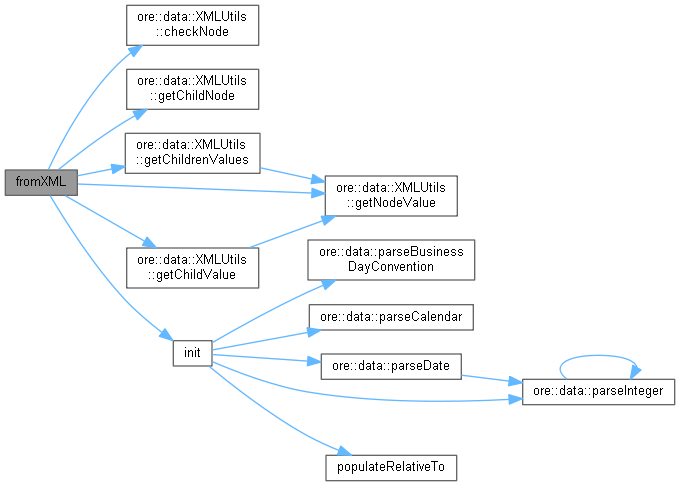 ore::data::XMLUtils
::checkNode
ore::data::XMLUtils
::getChildNode
ore::data::XMLUtils
::getChildrenValues
fromXML
ore::data::XMLUtils
::getNodeValue
ore::data::XMLUtils
::getChildValue
ore::data::parseBusiness
DayConvention
ore::data::parseCalendar
init
ore::data::parseDate
ore::data::parseInteger
populateRelativeTo